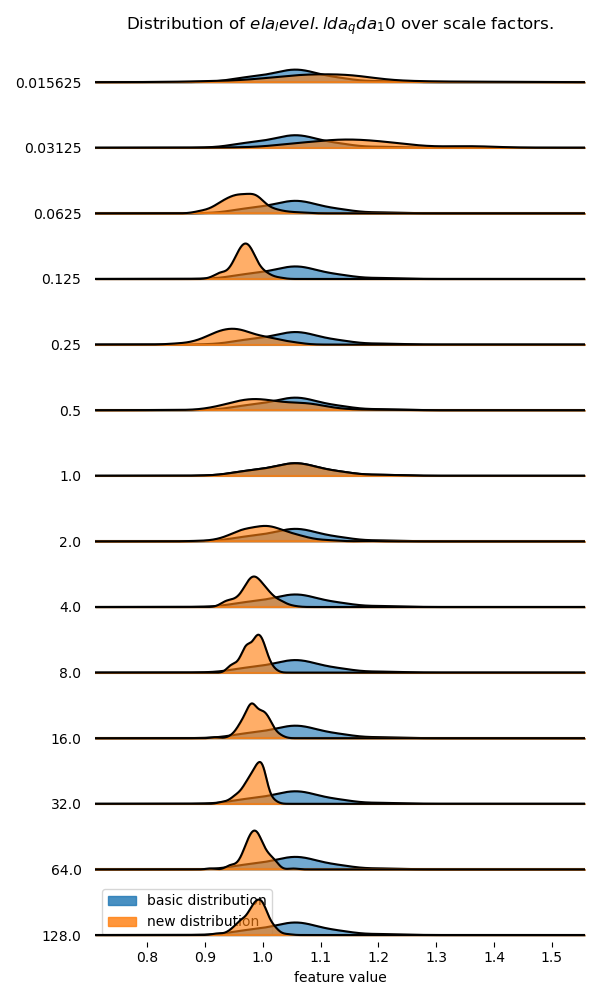 Distribution of ela_level.lda_qda_10 over scale factors.
0.015625
0.03125
0.0625
0.125
0.25
0.5
1.0
2.0
4.0
8.0
16.0
32.0
64.0
128.0
basic distribution
new distribution
0.8 0.9 1.0 1.1 1.2 1.3 1.4 1.5
feature value